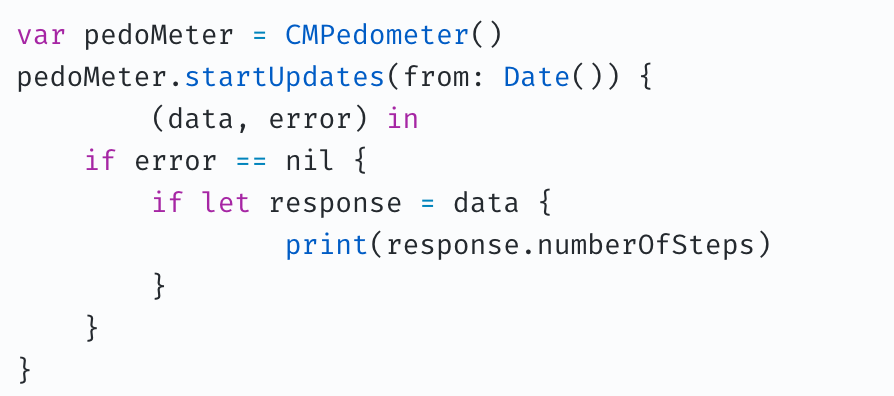 var pedoMeter = CMPedometer()
pedoMeter.startUpdates(from: Date()) {
        (data, error) in
    if error == nil {
        if let response = data {
                print(response.numberOfSteps)
        }
    }
}